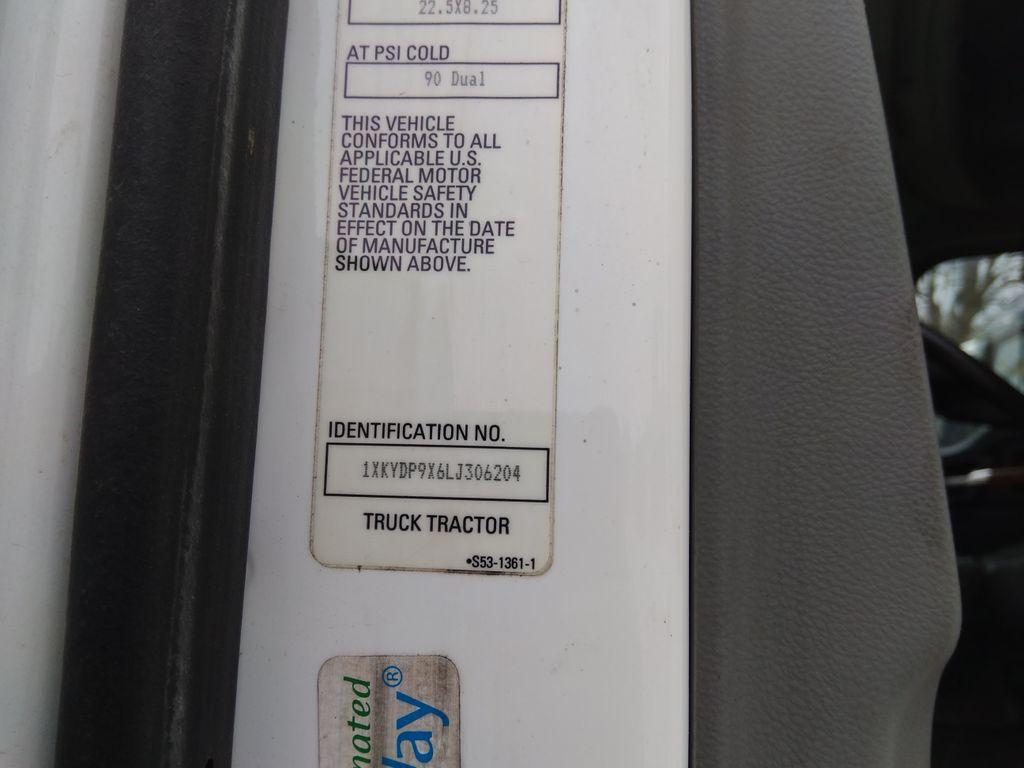 22.5X8.25
AT PSI COLD
90 Dual
THIS VEHICLE
CONFORMS TO ALL
APPLICABLE U.S.
FEDERAL MOTOR
VEHICLE SAFETY
STANDARDS IN
EFFECT ON THE DATE
OF MANUFACTURE
SHOWN ABOVE.
IDENTIFICATION NO.
1XKYDP9X6LJ306204
TRUCK TRACTOR
•S53-1361-1
nated
Way®